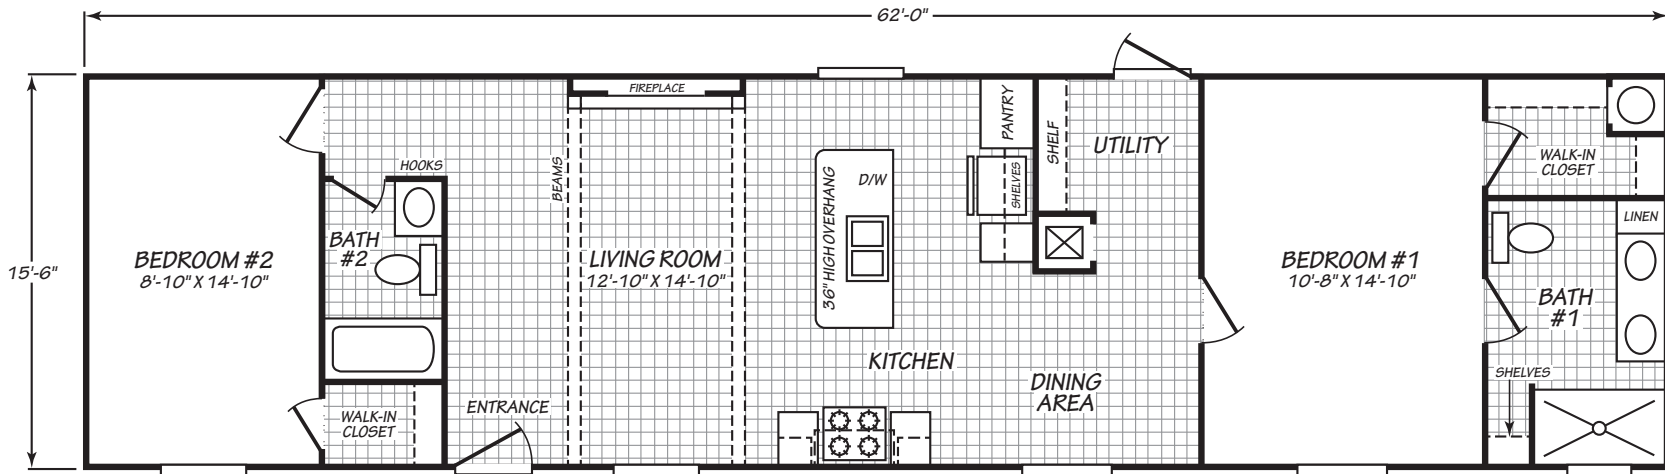 62'-0"
15'-6"
BEDROOM #2
8'-10" X 14'-10"
HOOKS
BATH
#2
WALK-IN
CLOSET
ENTRANCE
BEAMS
FIREPLACE
LIVING ROOM
12'-10" X 14'-10"
36" HIGH OVERHANG
D/W
KITCHEN
PANTRY
SHELVES
SHELF
UTILITY
DINING
AREA
BEDROOM #1
10'-8" X 14'-10"
WALK-IN
CLOSET
LINEN
BATH
#1
SHELVES